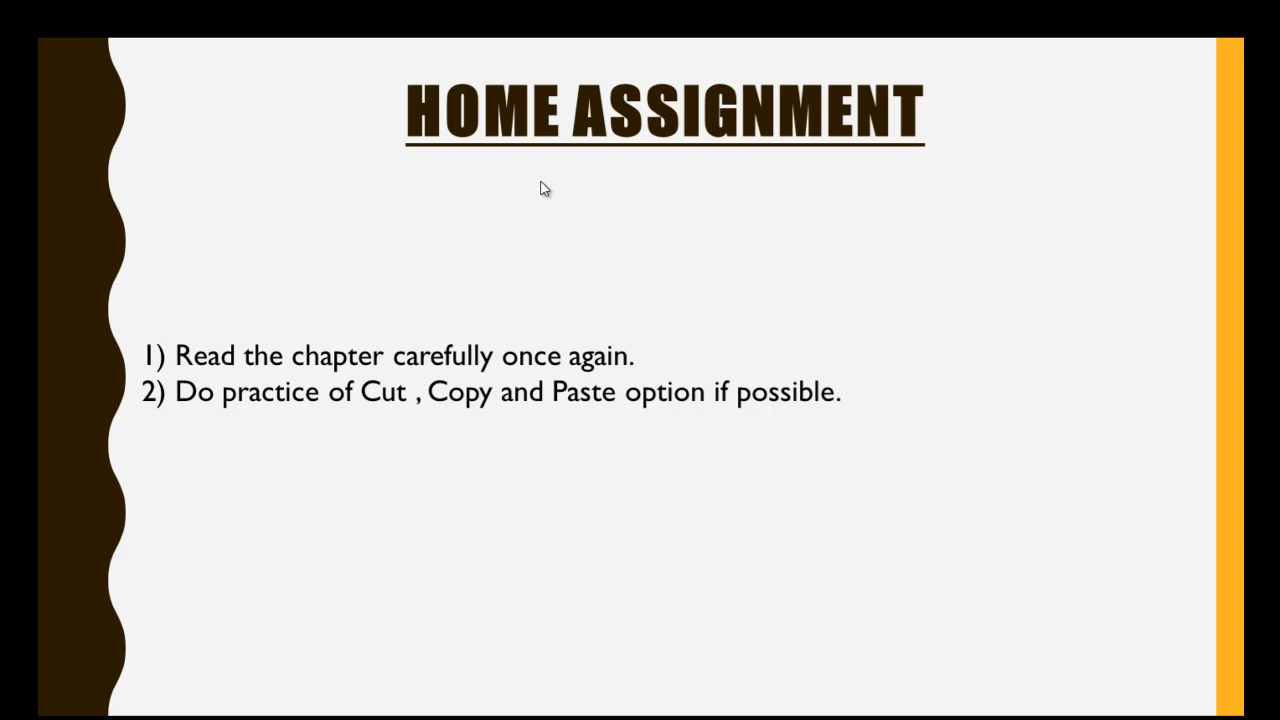 HOME ASSIGNMENT
1) Read the chapter carefully once again.
2) Do practice of Cut , Copy and Paste option if possible.